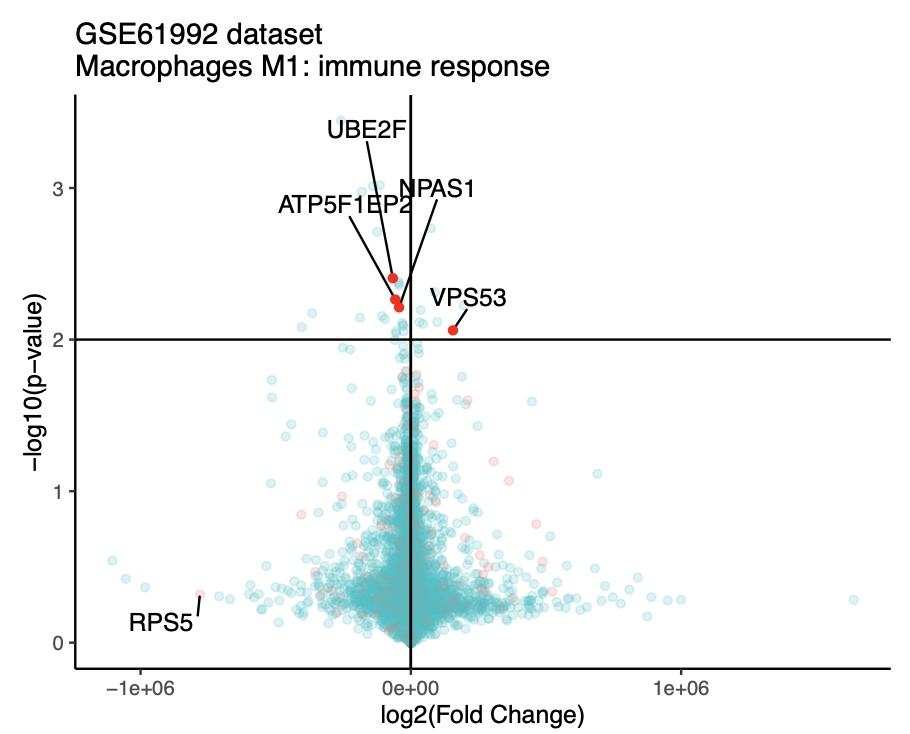 GSE61992 dataset
Macrophages M1: immune response
UBE2F
NPAS1
ATP5F1EP2
VPS53
RPS5
−log10(p−value)
3
2
1
0
−1e+06
0e+00
1e+06
log2(Fold Change)